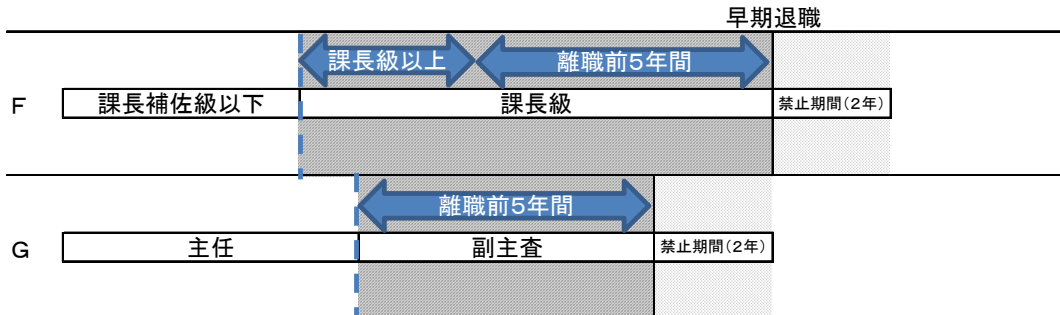 早期退職
課長級以上 離職前5年間
F 課長補佐級以下 課長級 禁止期間(2年)
離職前5年間
G 主任 副主査 禁止期間(2年)